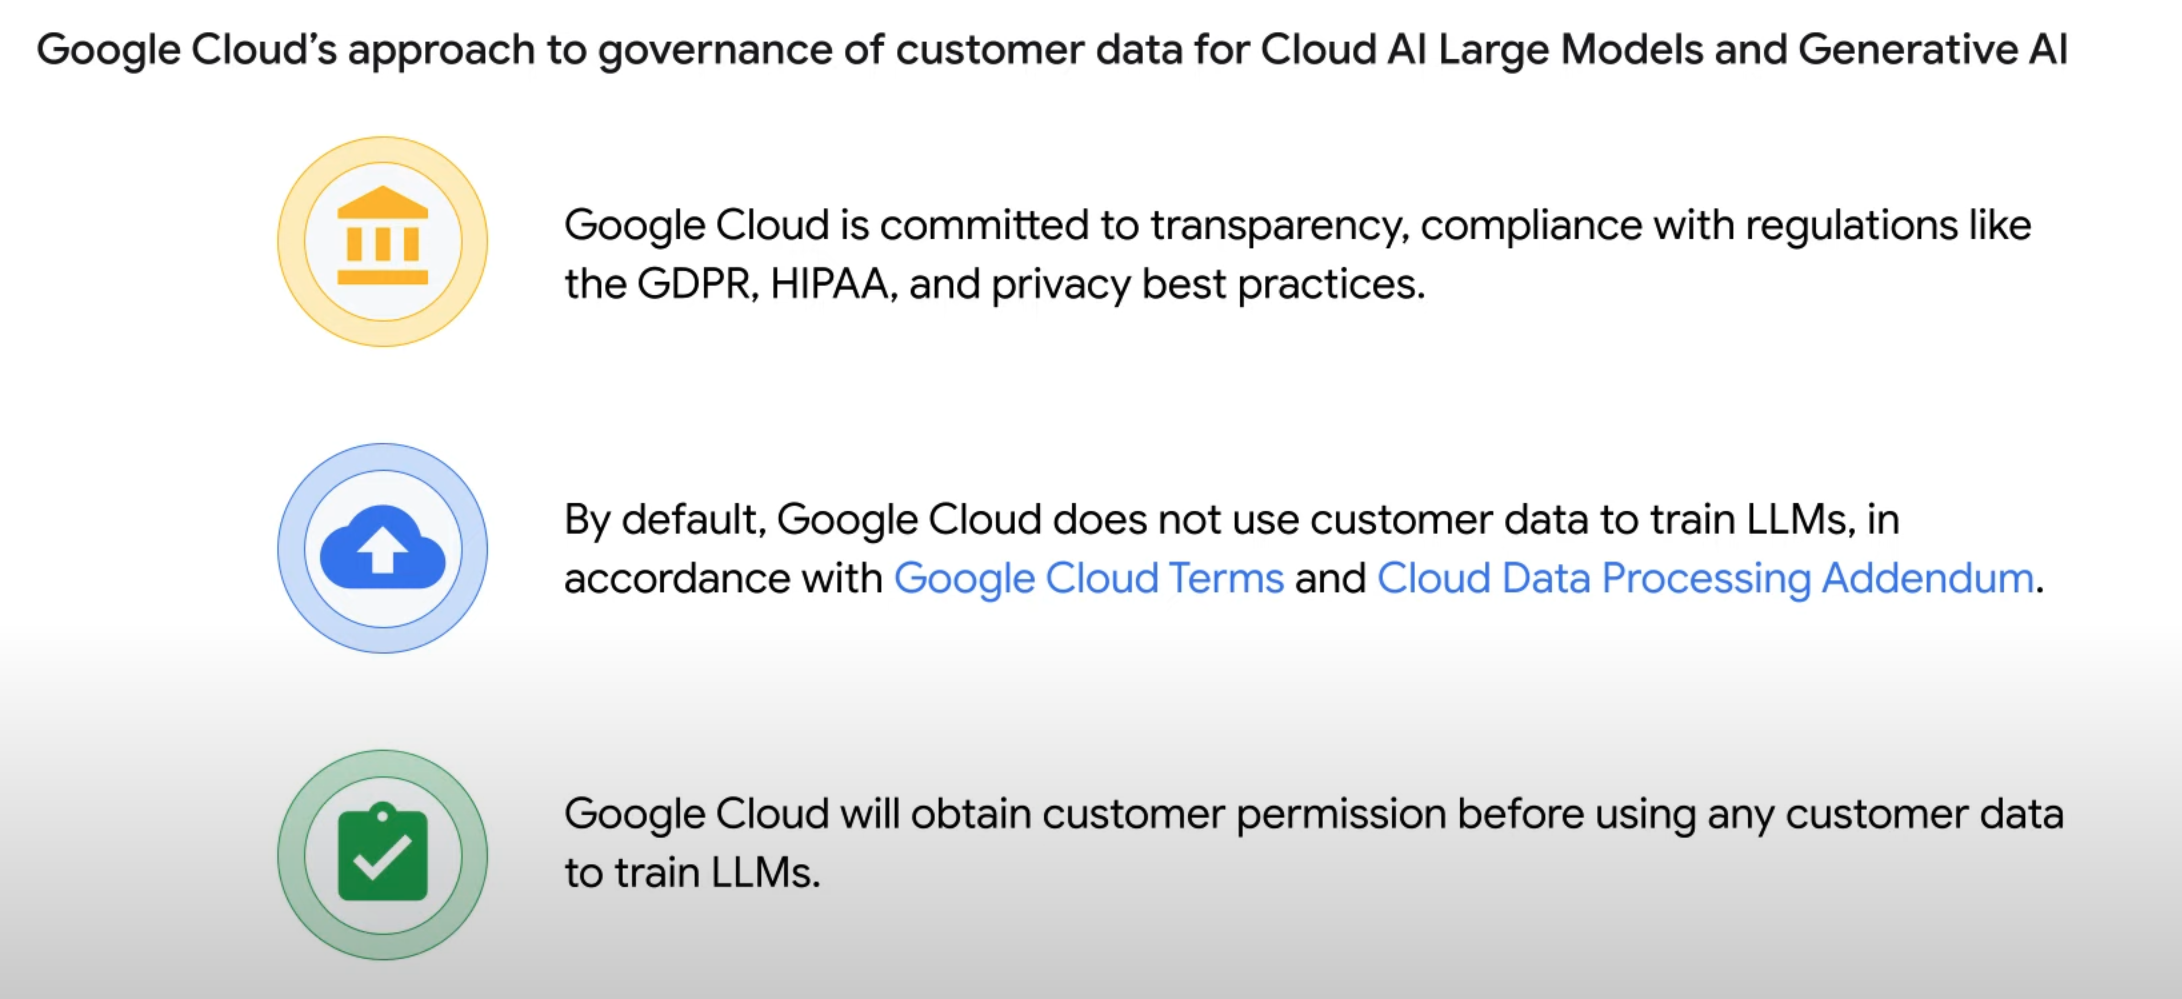 Google Cloud’s approach to governance of customer data for Cloud AI Large Models and Generative AI
Google Cloud is committed to transparency, compliance with regulations like
the GDPR, HIPAA, and privacy best practices.
By default, Google Cloud does not use customer data to train LLMs, in
accordance with Google Cloud Terms and Cloud Data Processing Addendum.
Google Cloud will obtain customer permission before using any customer data
to train LLMs.